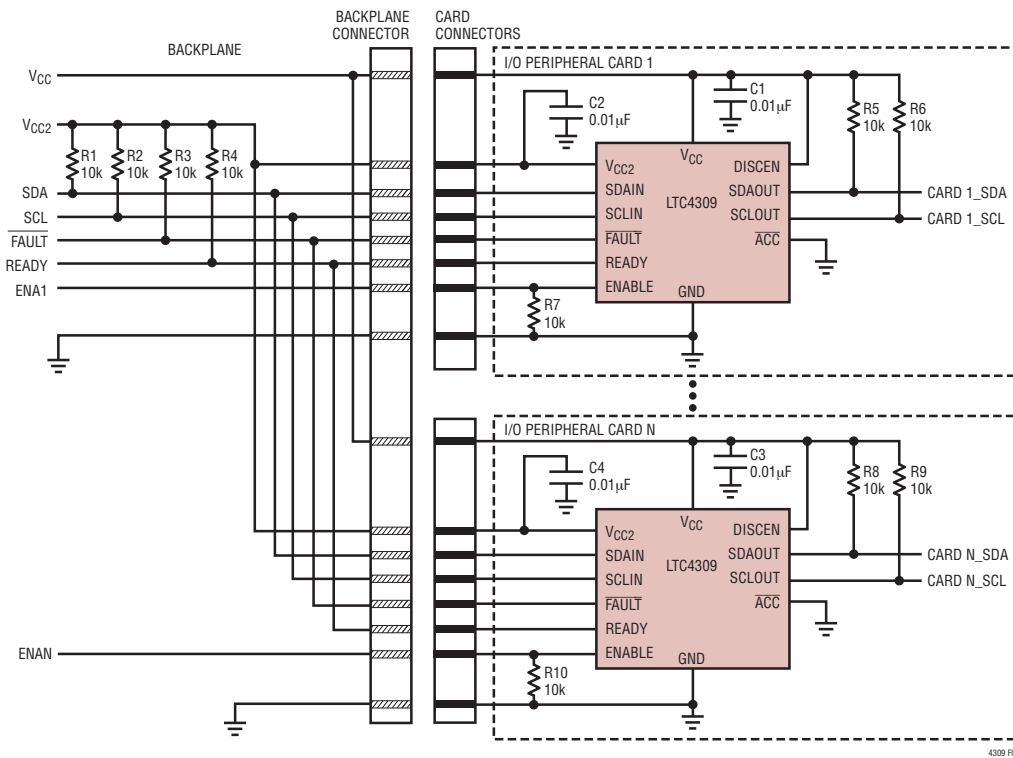 BACKPLANE
CONNECTOR
CARD
CONNECTORS
BACKPLANE
VCC
VCC2
R1
10k
R2
10k
R3
10k
R4
10k
SDA
SCL
FAULT
READY
ENA1
I/O PERIPHERAL CARD 1
C2
0.01µF
C1
0.01µF
R5
10k
R6
10k
VCC2
VCC
DISCEN
SDAIN
LTC4309
SDAOUT
CARD 1_SDA
SCLIN
SCLOUT
CARD 1_SCL
FAULT
ACC
READY
ENABLE
GND
R7
10k
I/O PERIPHERAL CARD N
C4
0.01µF
C3
0.01µF
R8
10k
R9
10k
VCC2
VCC
DISCEN
SDAIN
LTC4309
SDAOUT
CARD N_SDA
SCLIN
SCLOUT
CARD N_SCL
FAULT
ACC
READY
ENAN
ENABLE
GND
R10
10k
4309